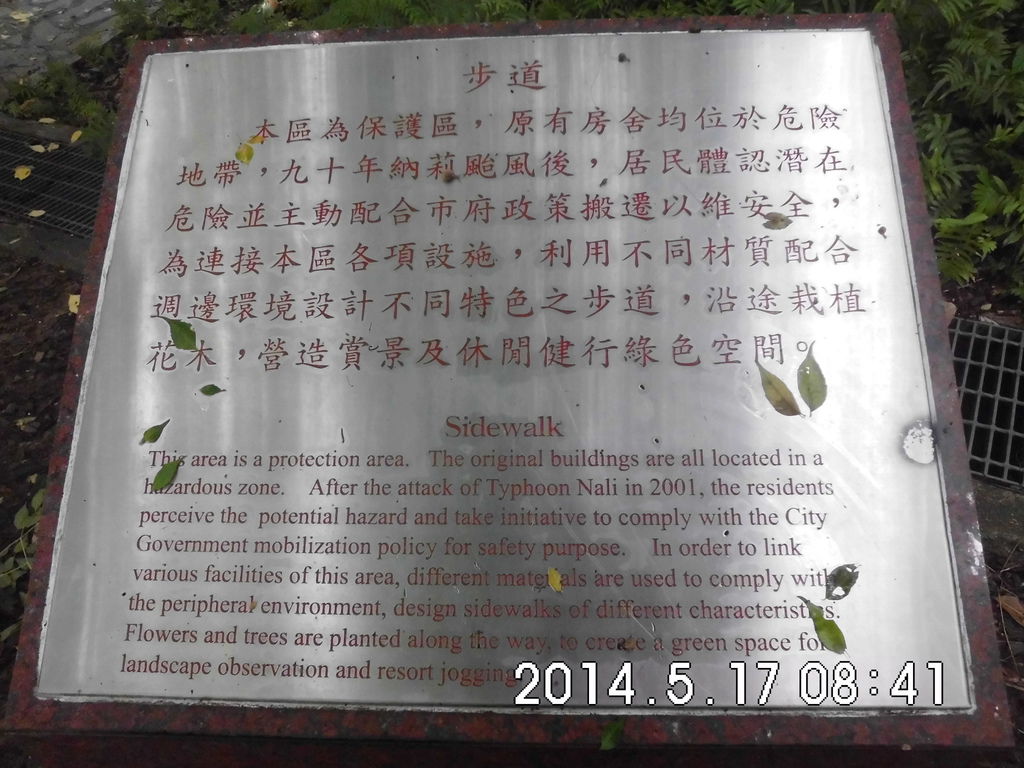 步道
本區為保護區，原有房舍均位於危險
地帶，九十年納莉颱風後，居民體認潛在
危險並主動配合市府政策搬遷以維安全，
為連接本區各項設施，利用不同材質配合
週邊環境設計不同特色之步道，沿途栽植
花木，營造賞景及休閒健行綠色空間。
Sidewalk
This area is a protection area. The original buildings are all located in a
hazardous zone. After the attack of Typhoon Nali in 2001, the residents
perceive the potential hazard and take initiative to comply with the City
Government mobilization policy for safety purpose. In order to link
various facilities of this area, different materials are used to comply with
the peripheral environment, design sidewalks of different characteristics.
Flowers and trees are planted along the way, to create a green space for
landscape observation and resort jogging
2014.5.17 08:41